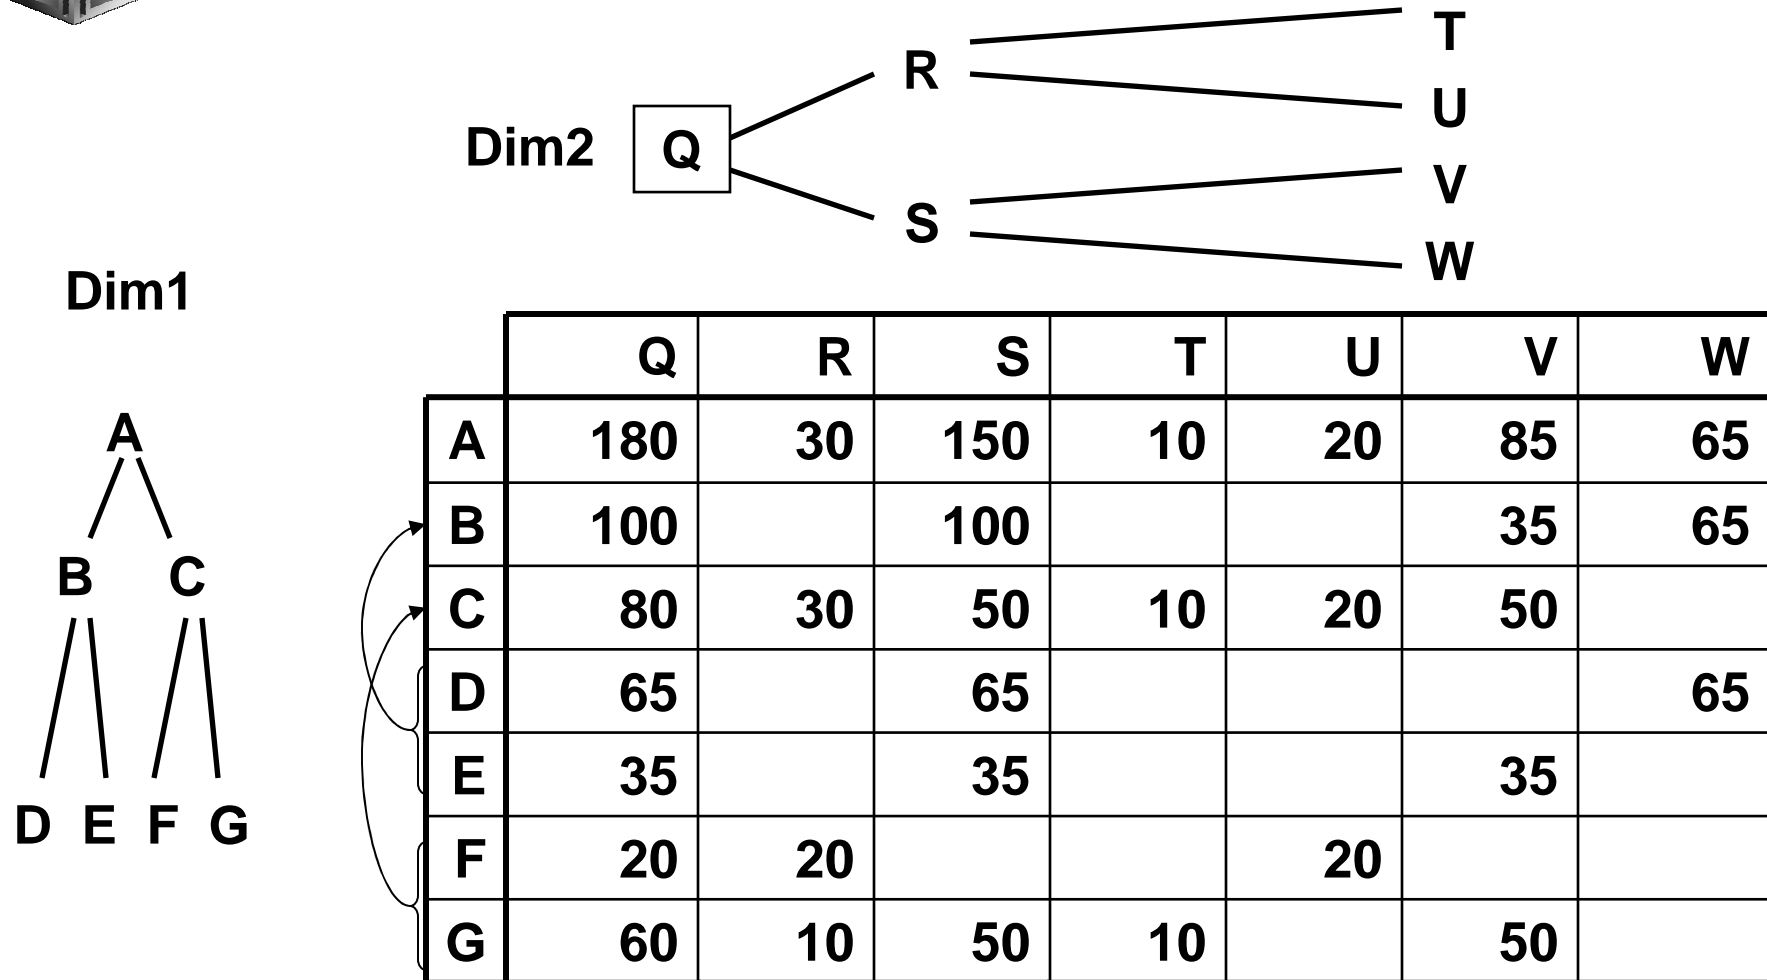 T
R
U
Dim2 Q
V
S
W
Dim1
Q R S T U V W
A
A 180 30 150 10 20 85 65
B 100 100 35 65
B C
C 80 30 50 10 20 50
D 65 65 65
E 35 35 35
D E F G
F 20 20 20
G 60 10 50 10 50